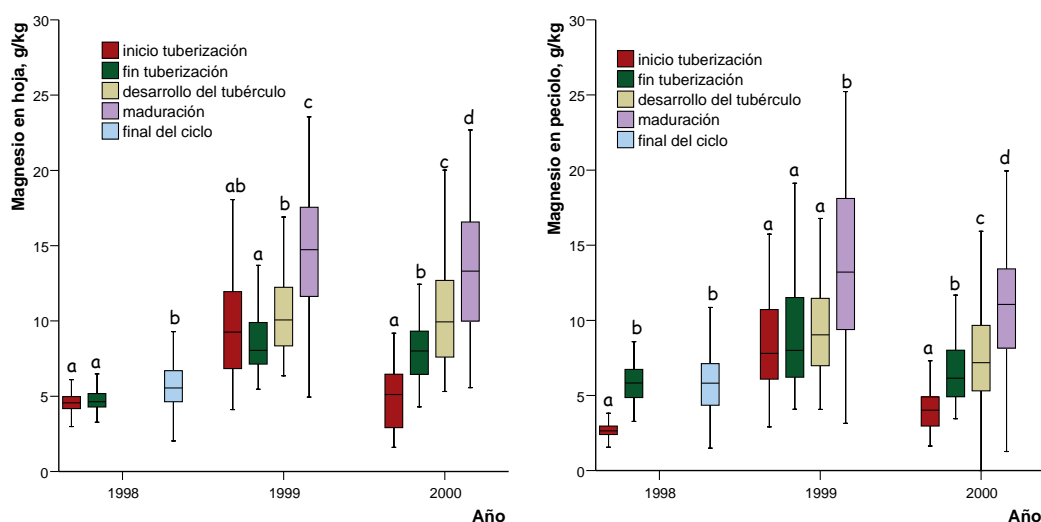 Magnesio en hoja, g/kg
30
25
20
15
10
5
0
inicio tuberización
fin tuberización
desarrollo del tubérculo
maduración
final del ciclo
a
a
b
ab
a
b
c
a
b
c
d
1998
1999
2000
Año
Magnesio en peciolo, g/kg
30
25
20
15
10
5
0
inicio tuberización
fin tuberización
desarrollo del tubérculo
maduración
final del ciclo
a
b
b
a
a
a
b
a
b
c
d
1998
1999
2000
Año